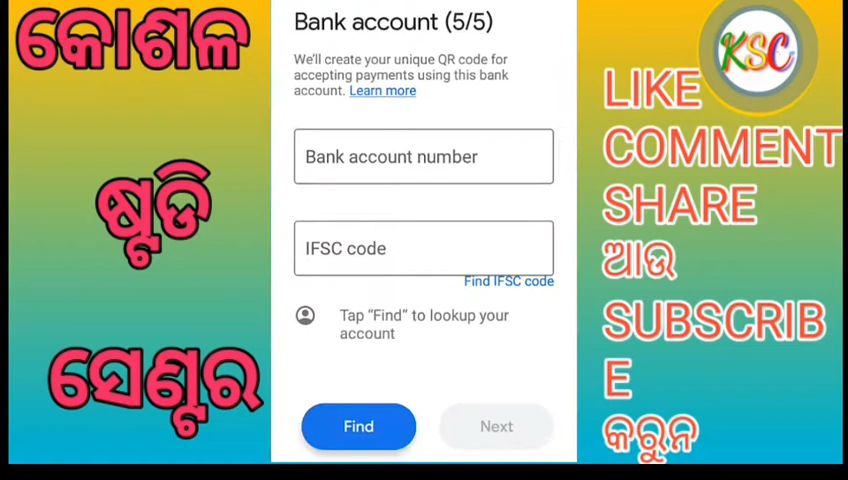 କୋଶଳ
ଷ୍ଟଡି
ସେଣ୍ଟର
Bank account (5/5)
We'll create your unique QR code for
accepting payments using this bank
account. Learn more
Bank account number
IFSC code
Find IFSC code
Tap “Find” to lookup your
account
Find
Next
KSC
LIKE
COMMENT
SHARE
ଆଉ
SUBSCRIB
E
କରୁନ